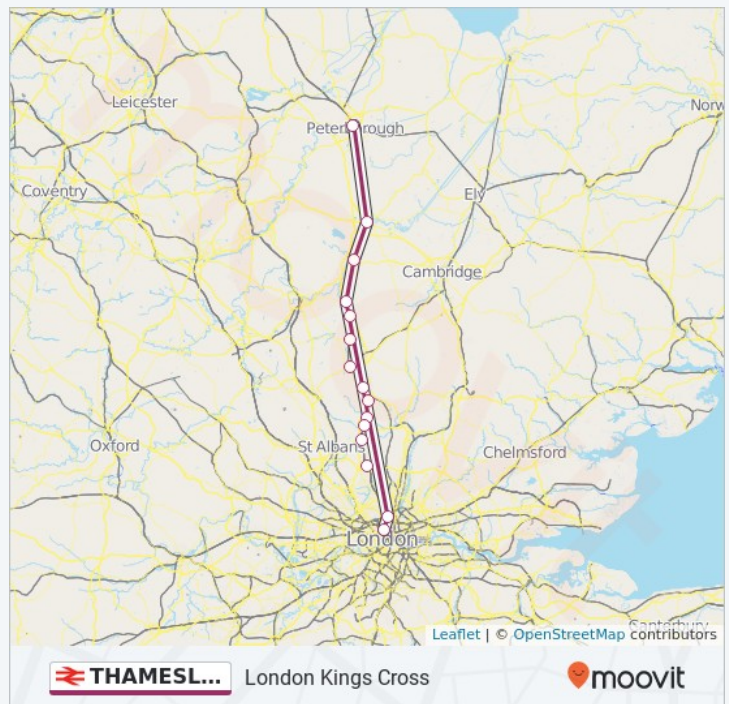 Leicester
Peterborough
Norw
Coventry
Ely
Cambridge
Oxford
St Albans
Chelmsford
London
Canterbury
Leaflet | © OpenStreetMap contributors
THAMESL...
London Kings Cross
moovit